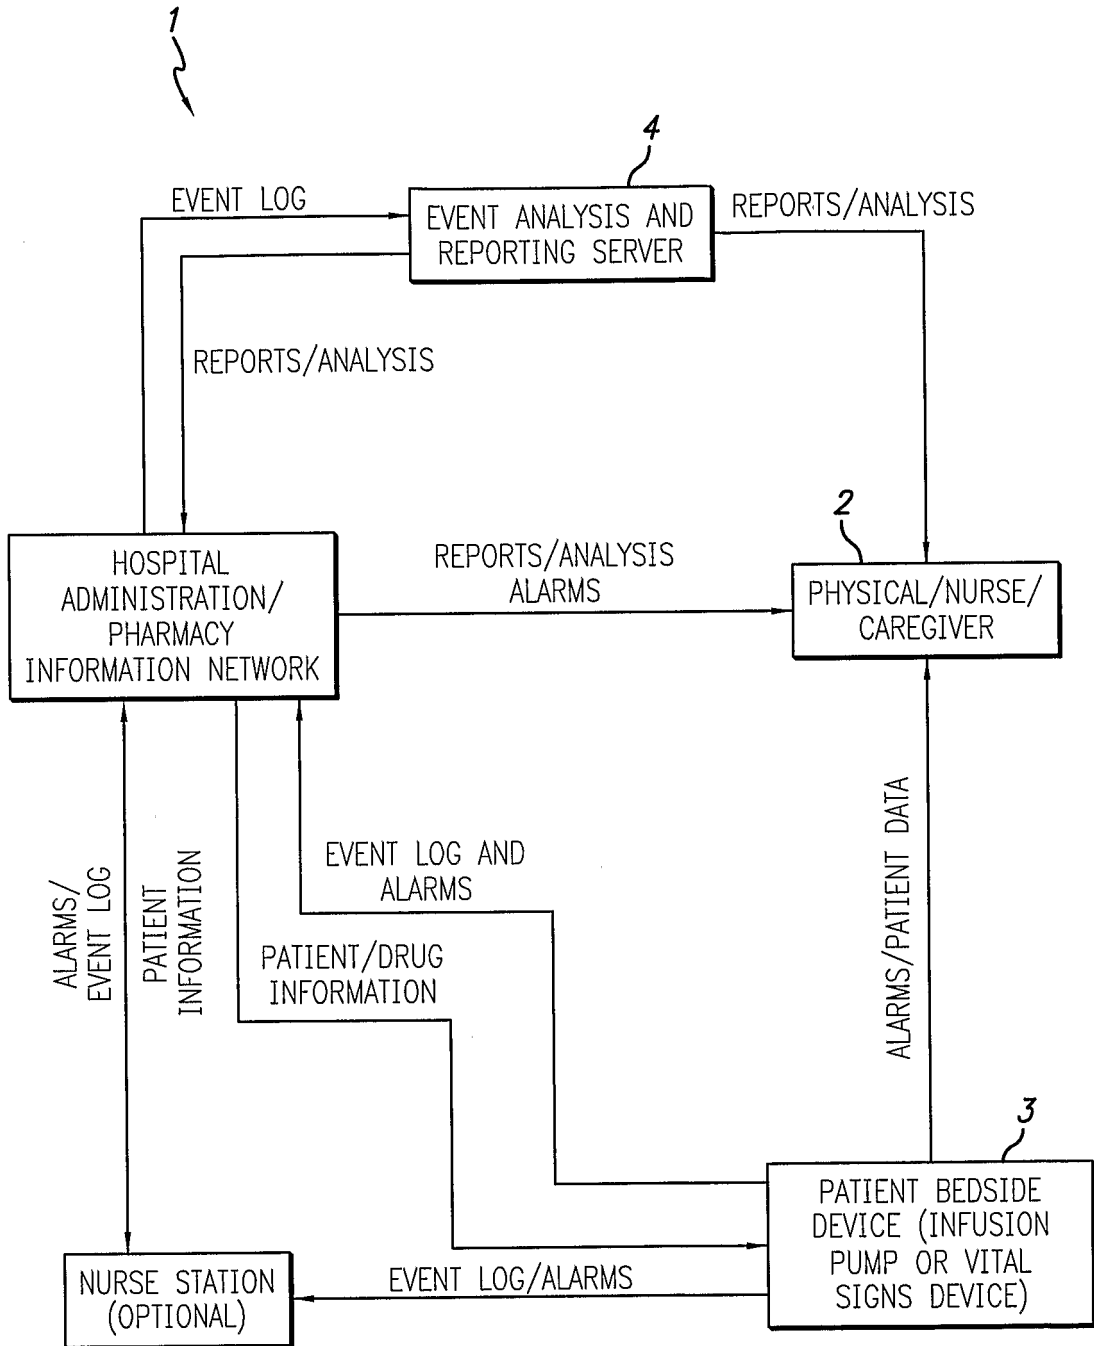 1
4
EVENT LOG
EVENT ANALYSIS AND
REPORTING SERVER
REPORTS/ANALYSIS
REPORTS/ANALYSIS
HOSPITAL
ADMINISTRATION/
PHARMACY
INFORMATION NETWORK
REPORTS/ANALYSIS
ALARMS
2
PHYSICAL/NURSE/
CAREGIVER
ALARMS/
EVENT LOG
PATIENT
INFORMATION
EVENT LOG AND
ALARMS
PATIENT/DRUG
INFORMATION
ALARMS/PATIENT DATA
3
PATIENT BEDSIDE
DEVICE (INFUSION
PUMP OR VITAL
SIGNS DEVICE)
NURSE STATION
(OPTIONAL)
EVENT LOG/ALARMS